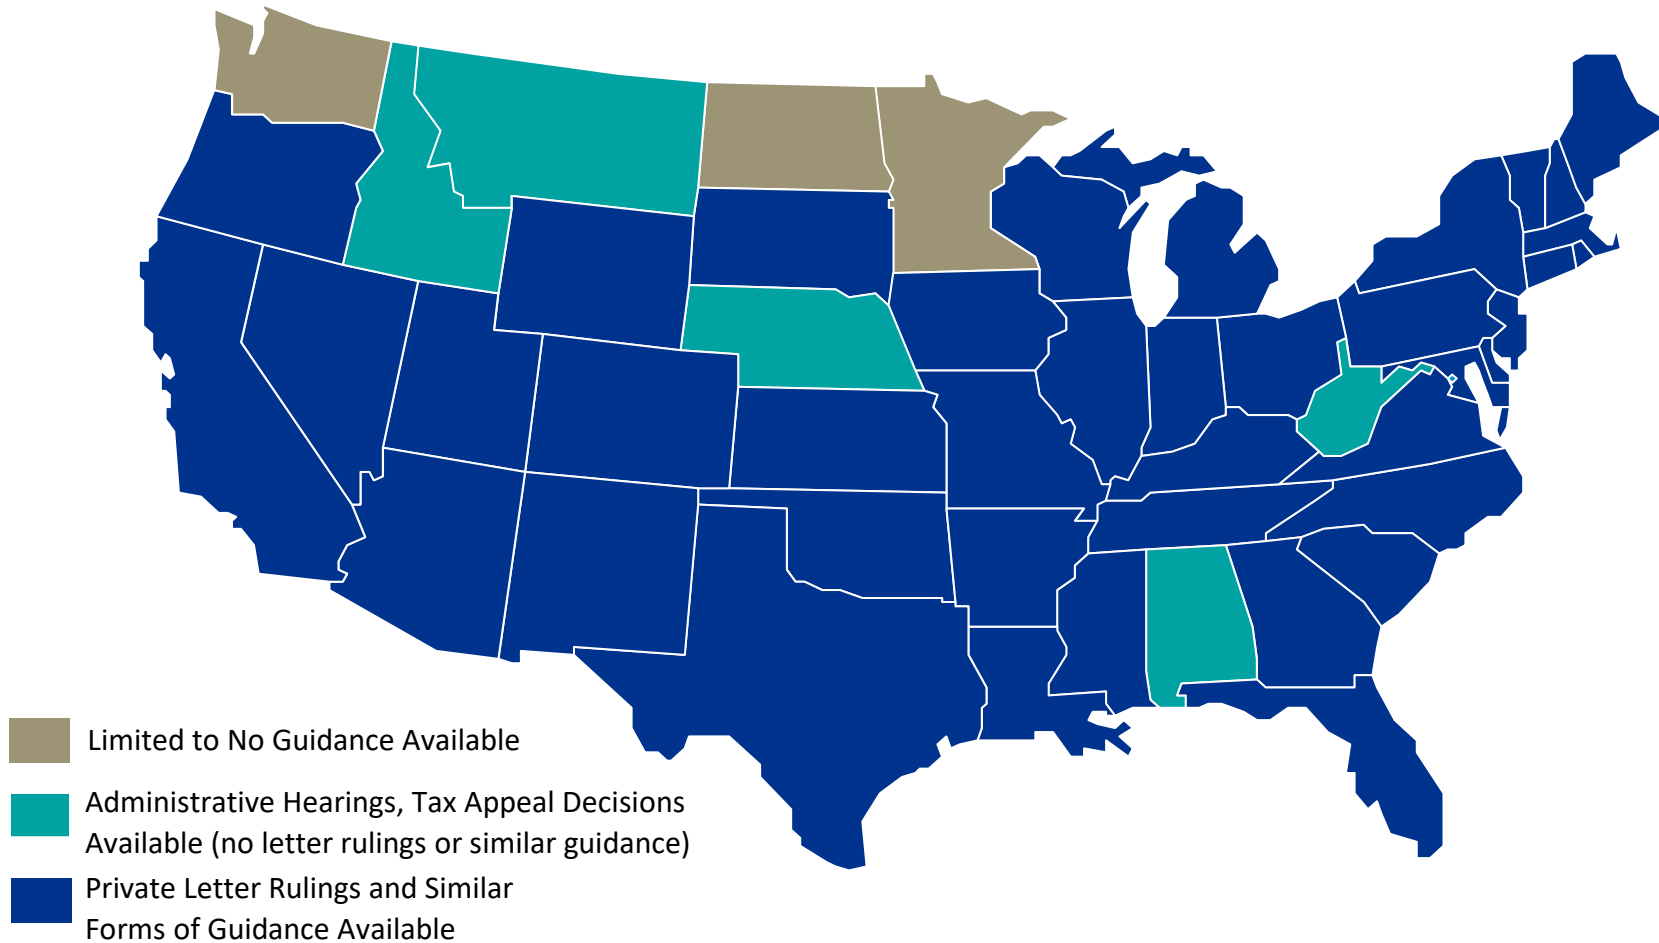 Limited to No Guidance Available
Administrative Hearings, Tax Appeal Decisions
Available (no letter rulings or similar guidance)
Private Letter Rulings and Similar
Forms of Guidance Available